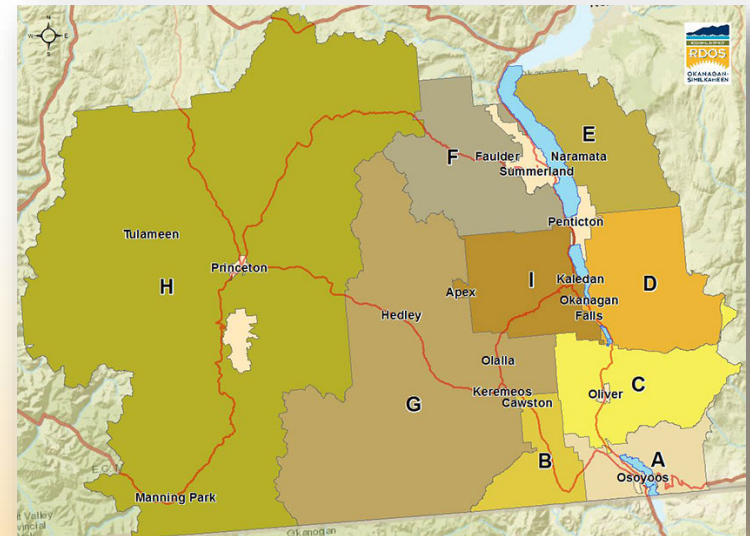 N
W
E
S
RDOS
OKANAGAN-
SIMILKAMEEN
E
F
Faulder
Naramata
Summerland
Tulameen
Penticton
Princeton
H
Kaledan
I
D
Apex
Okanagan
Falls
Hedley
Olalla
C
Keremeos
Oliver
G
Cawston
B
A
Osoyoos
Manning Park
Okanogan